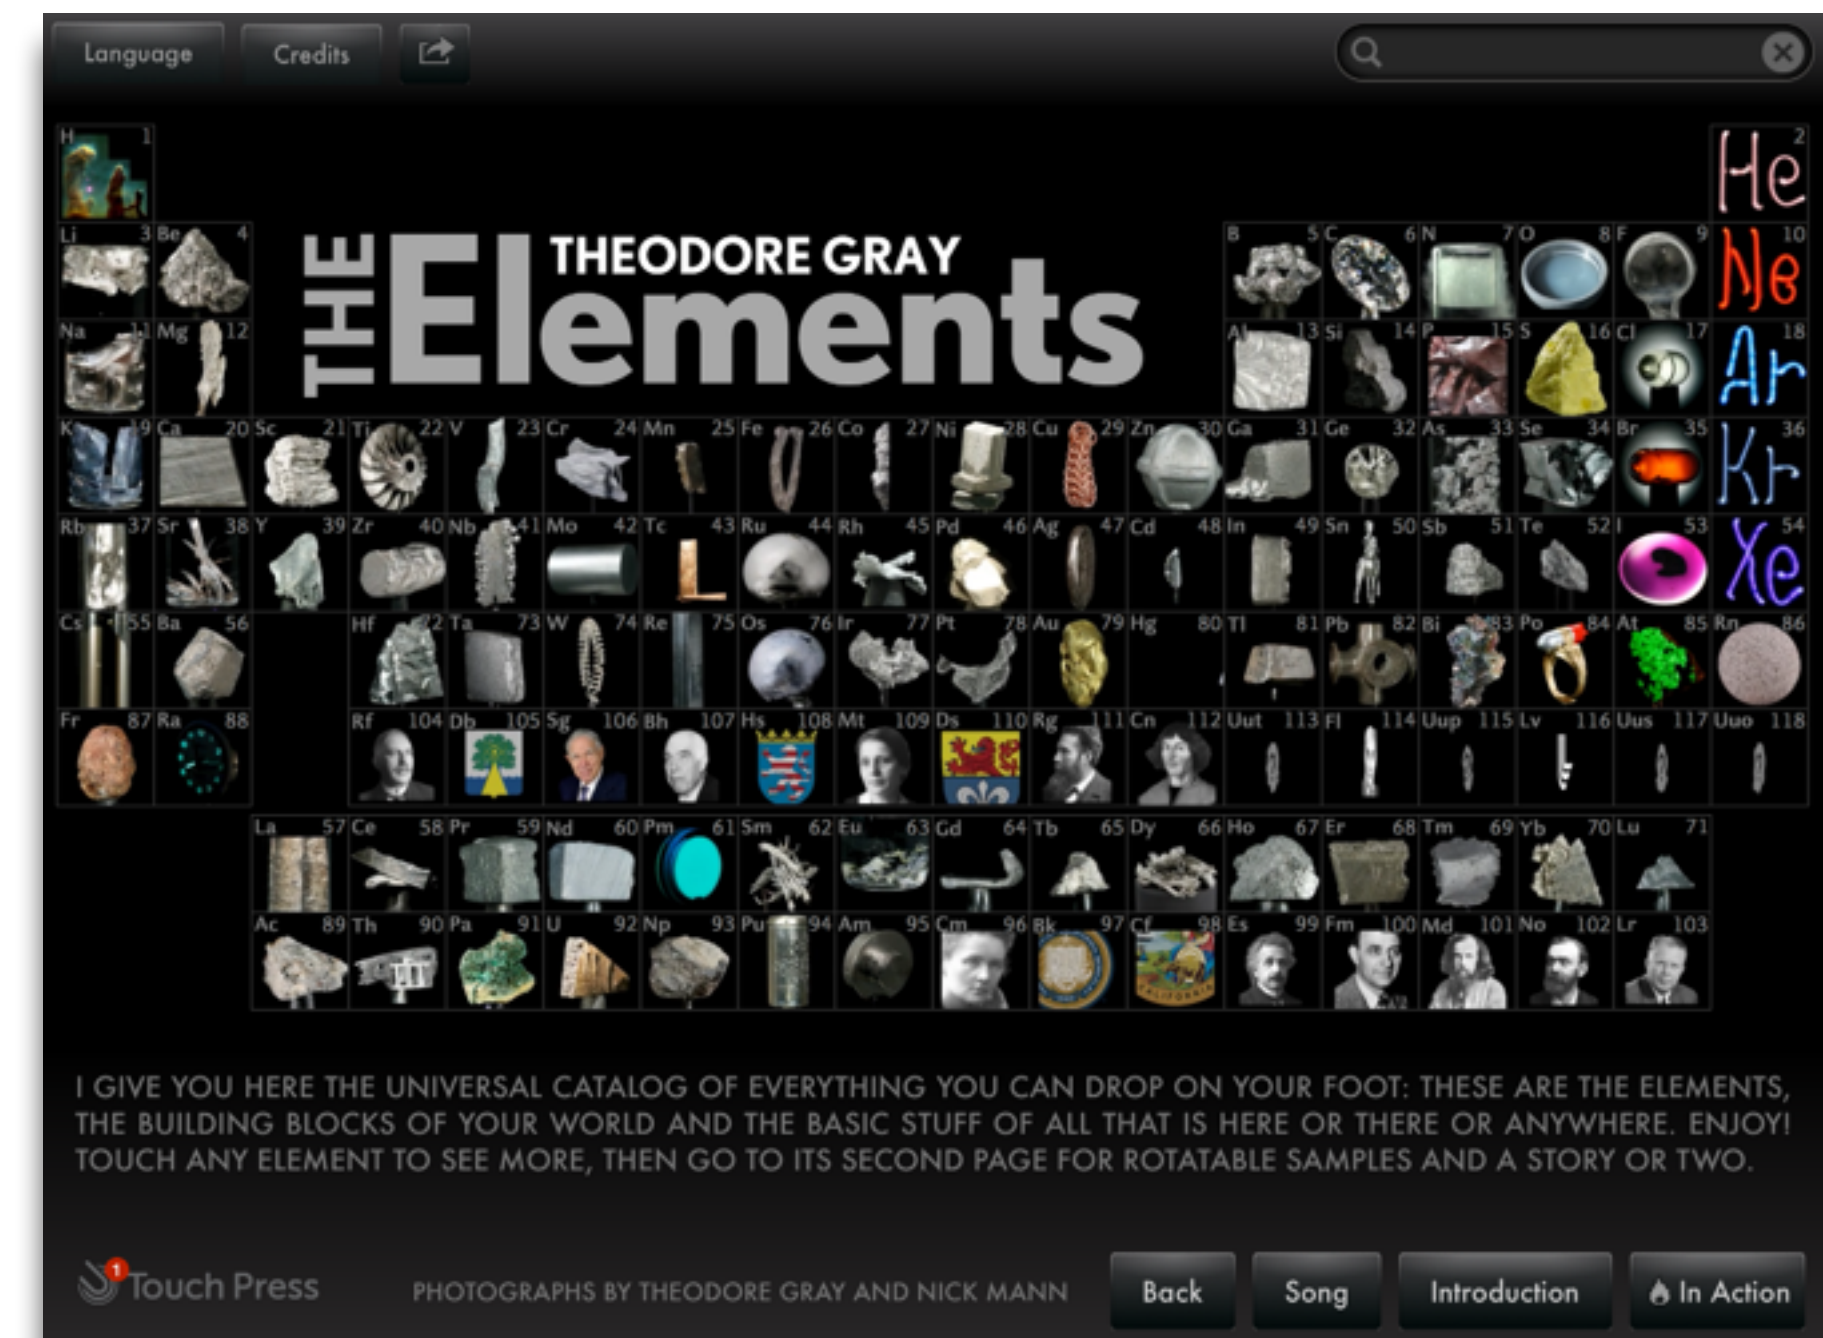 Language Credits
H 1 He 2
Li 3 Be 4 B 5 C 6 N 7 O 8 F 9 Ne 10
THE Elements
THEODORE GRAY
Na 11 Mg 12 Al 13 Si 14 P 15 S 16 Cl 17 Ar 18
K 19 Ca 20 Sc 21 Ti 22 V 23 Cr 24 Mn 25 Fe 26 Co 27 Ni 28 Cu 29 Zn 30 Ga 31 Ge 32 As 33 Se 34 Br 35 Kr 36
Rb 37 Sr 38 Y 39 Zr 40 Nb 41 Mo 42 Tc 43 Ru 44 Rh 45 Pd 46 Ag 47 Cd 48 In 49 Sn 50 Sb 51 Te 52 I 53 Xe 54
Cs 55 Ba 56 Hf 72 Ta 73 W 74 Re 75 Os 76 Ir 77 Pt 78 Au 79 Hg 80 Tl 81 Pb 82 Bi 83 Po 84 At 85 Rn 86
Fr 87 Ra 88 Rf 104 Db 105 Sg 106 Bh 107 Hs 108 Mt 109 Ds 110 Rg 111 Cn 112 Uut 113 Fl 114 Uup 115 Lv 116 Uus 117 Uuo 118
La 57 Ce 58 Pr 59 Nd 60 Pm 61 Sm 62 Eu 63 Gd 64 Tb 65 Dy 66 Ho 67 Er 68 Tm 69 Yb 70 Lu 71
Ac 89 Th 90 Pa 91 U 92 Np 93 Pu 94 Am 95 Cm 96 Bk 97 Cf 98 Es 99 Fm 100 Md 101 No 102 Lr 103
CALIFORNIA
I GIVE YOU HERE THE UNIVERSAL CATALOG OF EVERYTHING YOU CAN DROP ON YOUR FOOT: THESE ARE THE ELEMENTS,
THE BUILDING BLOCKS OF YOUR WORLD AND THE BASIC STUFF OF ALL THAT IS HERE OR THERE OR ANYWHERE. ENJOY!
TOUCH ANY ELEMENT TO SEE MORE, THEN GO TO ITS SECOND PAGE FOR ROTATABLE SAMPLES AND A STORY OR TWO.
1 Touch Press PHOTOGRAPHS BY THEODORE GRAY AND NICK MANN Back Song Introduction In Action